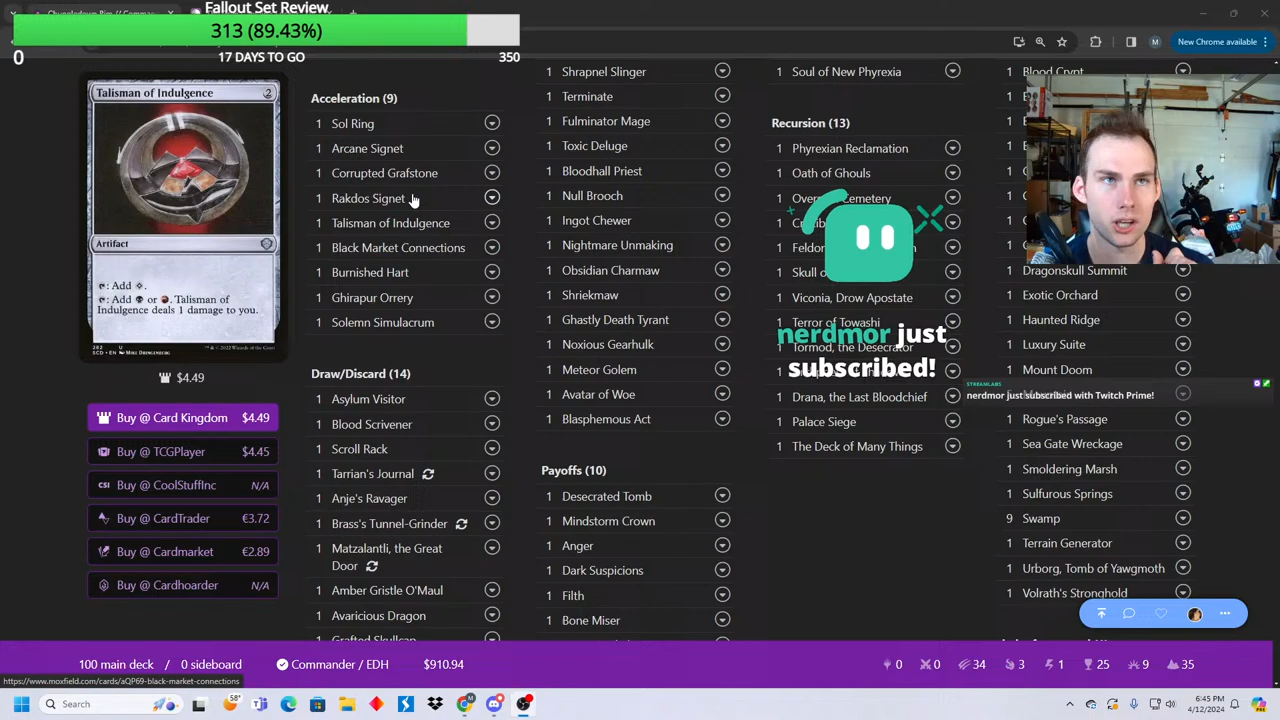 Fallout Set Review
313 (89.43%)
0
17 DAYS TO GO
350
New Chrome available
Talisman of Indulgence
2
Artifact
: Add
: Add or . Talisman of
Indulgence deals 1 damage to you.
$4.49
Buy @ Card Kingdom $4.49
Buy @ TCGPlayer $4.45
CSI Buy @ CoolStuffInc N/A
Buy @ CardTrader €3.72
Buy @ Cardmarket €2.89
Buy @ Cardhoarder N/A
Acceleration (9)
1 Sol Ring
1 Arcane Signet
1 Corrupted Grafstone
1 Rakdos Signet
1 Talisman of Indulgence
1 Black Market Connections
1 Burnished Hart
1 Ghirapur Orrery
1 Solemn Simulacrum
Draw/Discard (14)
1 Asylum Visitor
1 Blood Scrivener
1 Scroll Rack
1 Tarrian's Journal
1 Anje's Ravager
1 Brass's Tunnel-Grinder
1 Matzalantli, the Great
Door
1 Amber Gristle O'Maul
1 Avaricious Dragon
1 Grafted Skullcap
1 Shrapnel Slinger
1 Terminate
1 Fulminator Mage
1 Toxic Deluge
1 Bloodhall Priest
1 Null Brooch
1 Ingot Chewer
1 Nightmare Unmaking
1 Obsidian Charmaw
1 Shriekmaw
1 Ghastly Death Tyrant
1 Noxious Gearhulk
1 Meteor Golem
1 Avatar of Woe
1 Blasphemous Act
Payoffs (10)
1 Desecrated Tomb
1 Mindstorm Crown
1 Anger
1 Dark Suspicions
1 Filth
1 Bone Miser
1 Soul of New Phyrexia
Recursion (13)
1 Phyrexian Reclamation
1 Oath of Ghouls
1 Cemetery
1
1 Feldon
1 Skull of
1 Viconia, Drow Apostate
1 Terror of Towashi
1 Tormod, the Desecrator
1
1 Drana, the Last Bloodchief
1 Palace Siege
1 The Deck of Many Things
nerdmor just
subscribed!
1 Blood Crypt
1 Dragonskull Summit
1 Exotic Orchard
1 Haunted Ridge
1 Luxury Suite
1 Mount Doom
STREAMLABS
nerdmor just subscribed with Twitch Prime!
1 Rogue's Passage
1 Sea Gate Wreckage
1 Smoldering Marsh
1 Sulfurous Springs
9 Swamp
1 Terrain Generator
1 Urborg, Tomb of Yawgmoth
1 Volrath's Stronghold
100 main deck / 0 sideboard
Commander / EDH
$910.94
0 0 34 3 1 25 9 35
https://www.moxfield.com/cards/aQP69-black-market-connections
Search
58°
6:45 PM
4/12/2024